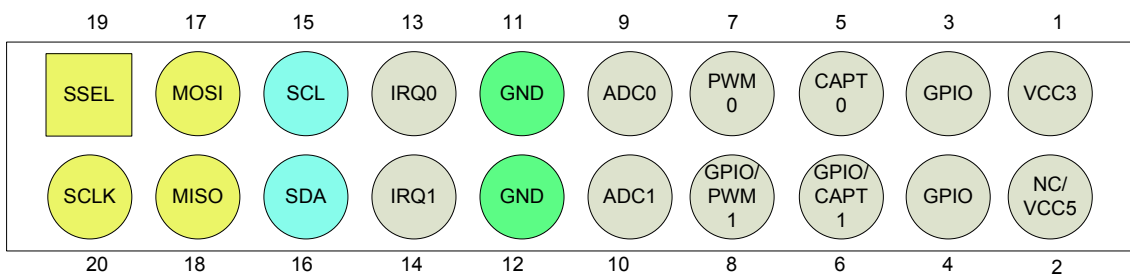 19 17 15 13 11 9 7 5 3 1
SSEL MOSI SCL IRQ0 GND ADC0 PWM 0 CAPT 0 GPIO VCC3
SCLK MISO SDA IRQ1 GND ADC1 GPIO/ PWM 1 GPIO/ CAPT 1 GPIO NC/ VCC5
20 18 16 14 12 10 8 6 4 2